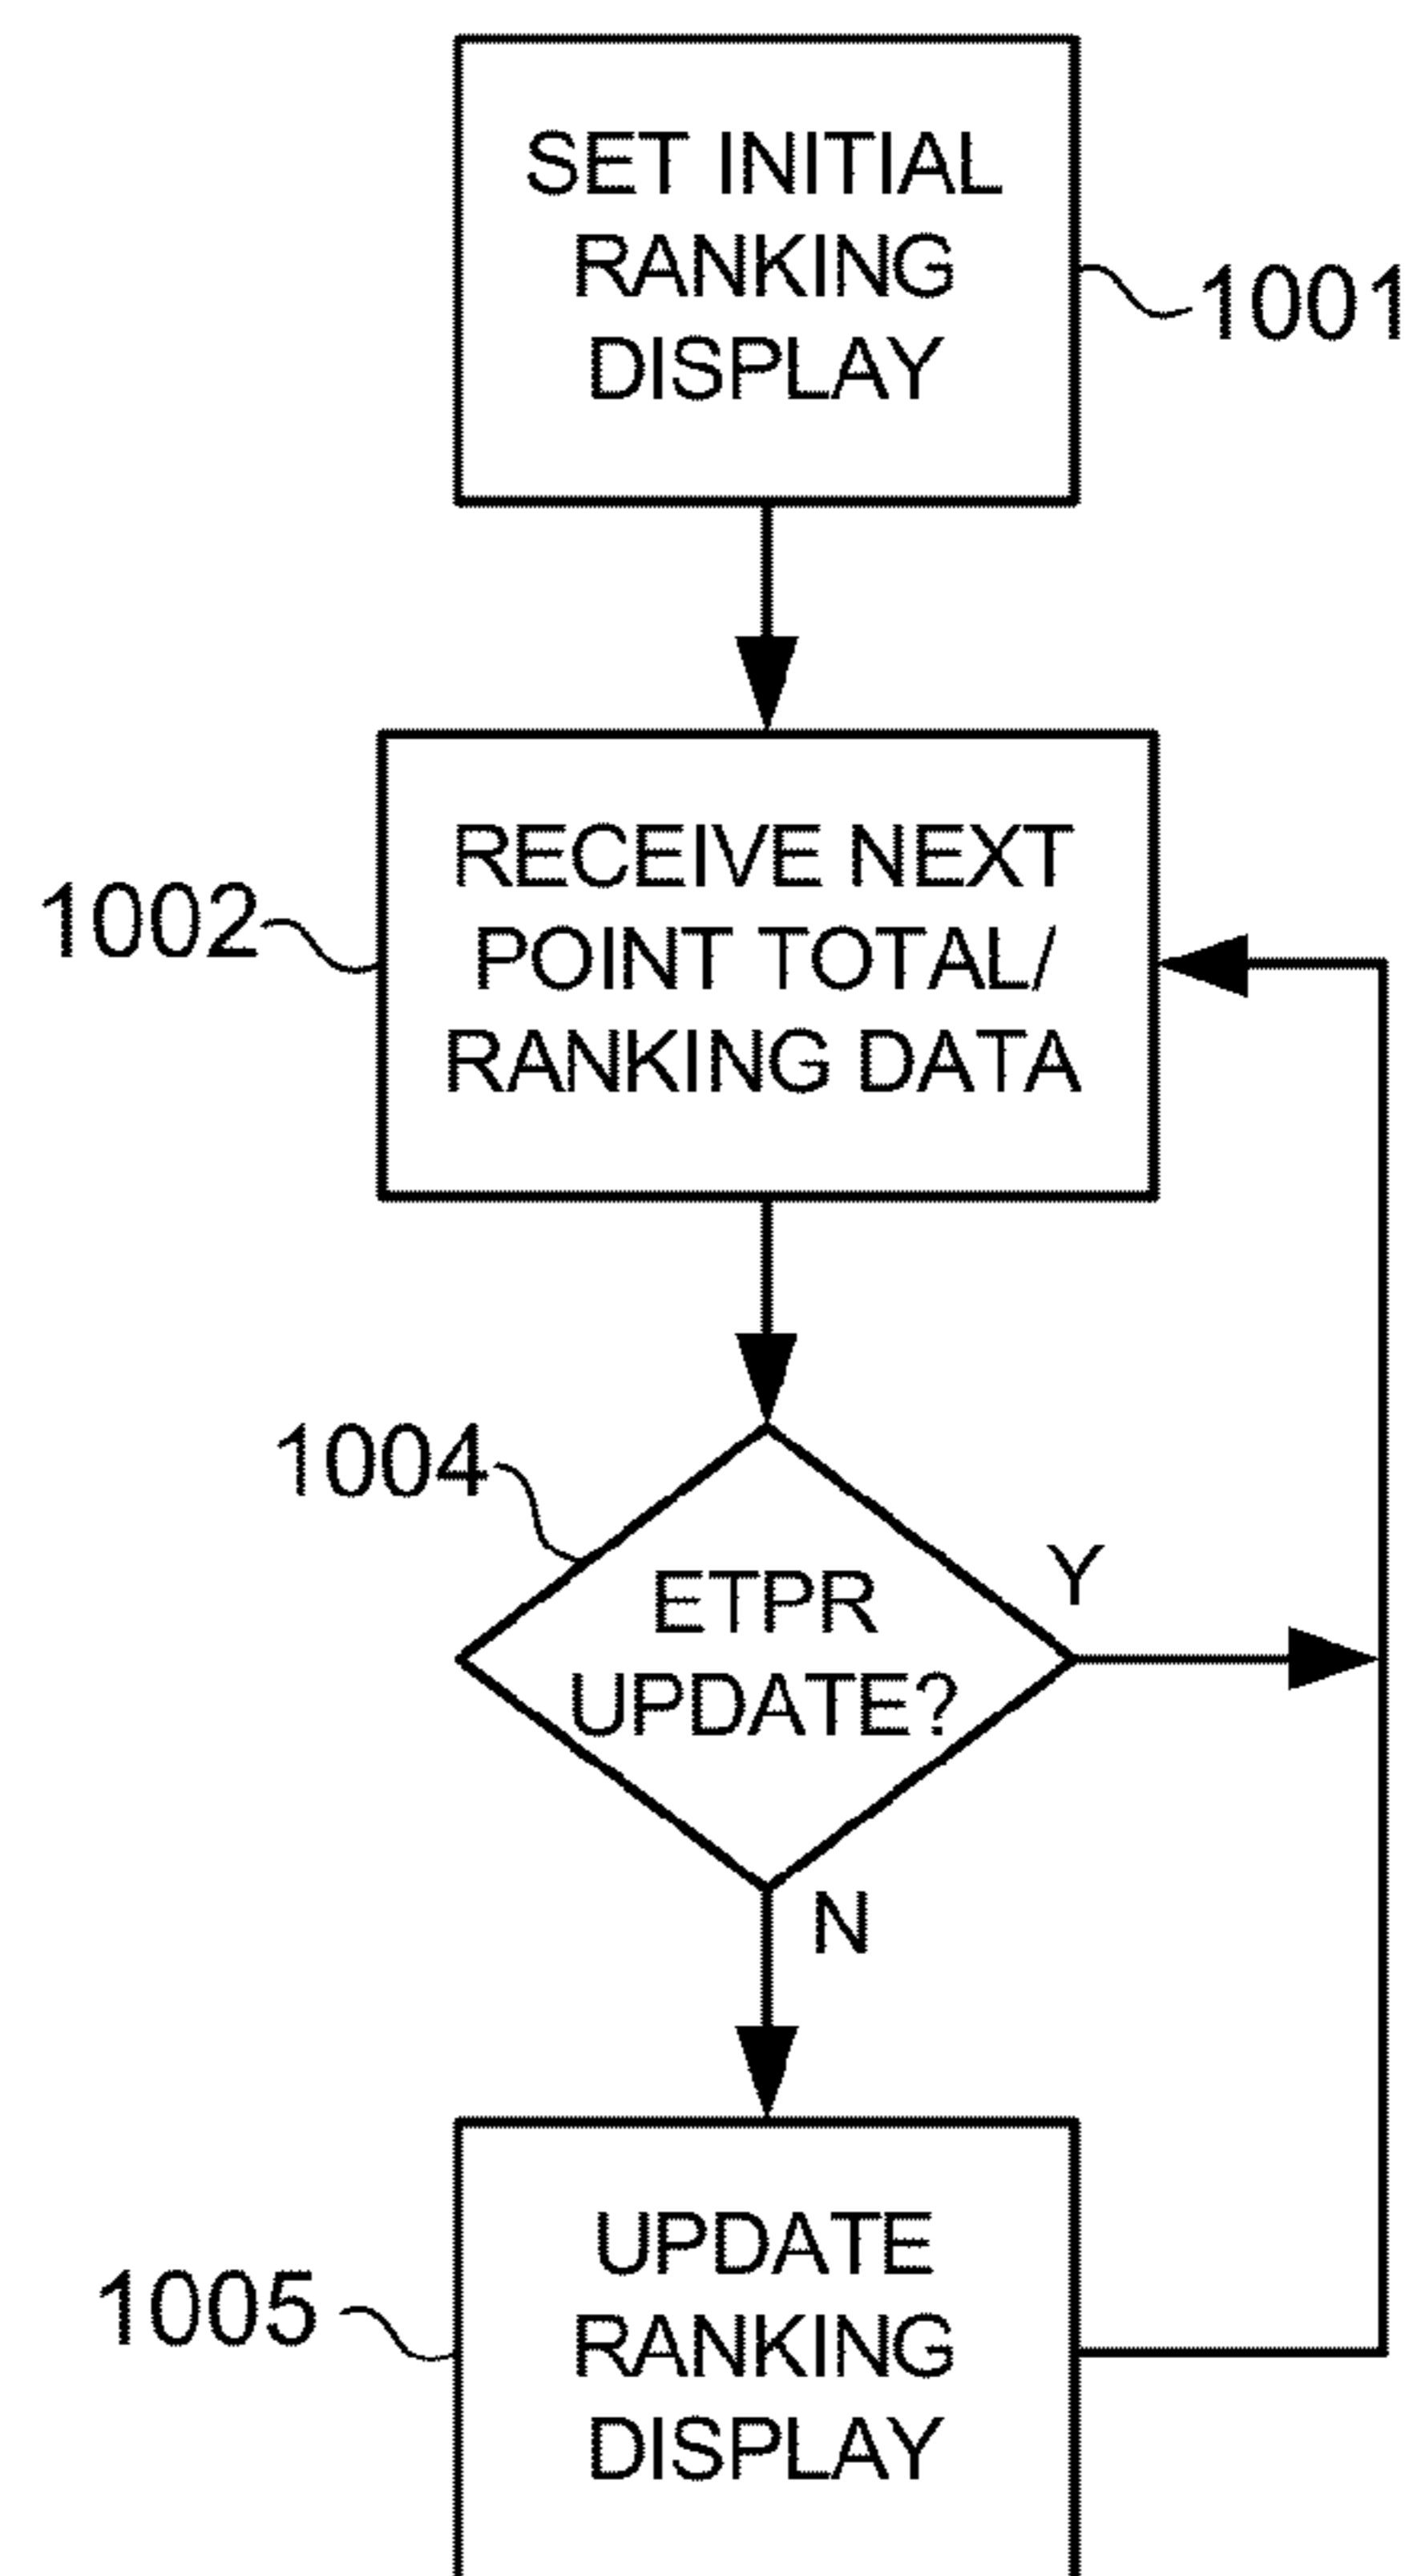 SET INITIAL
RANKING
DISPLAY
1001
RECEIVE NEXT
POINT TOTAL/
RANKING DATA
1002
1004
ETPR
UPDATE?
Y
N
UPDATE
RANKING
DISPLAY
1005